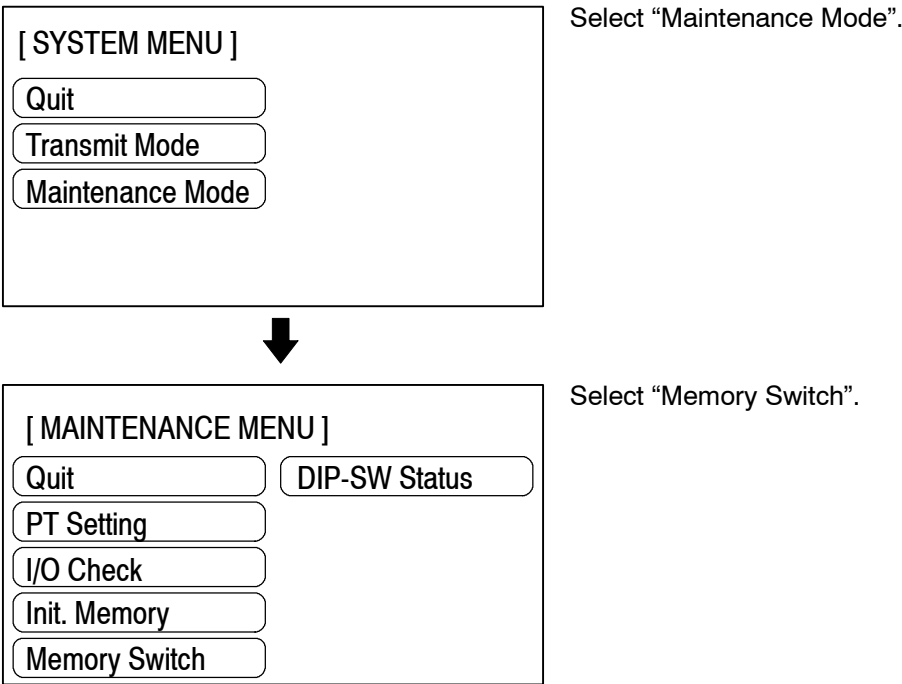 Select “Maintenance Mode”.
[ SYSTEM MENU ]
Quit
Transmit Mode
Maintenance Mode
Select “Memory Switch”.
[ MAINTENANCE MENU ]
Quit
DIP-SW Status
PT Setting
I/O Check
Init. Memory
Memory Switch